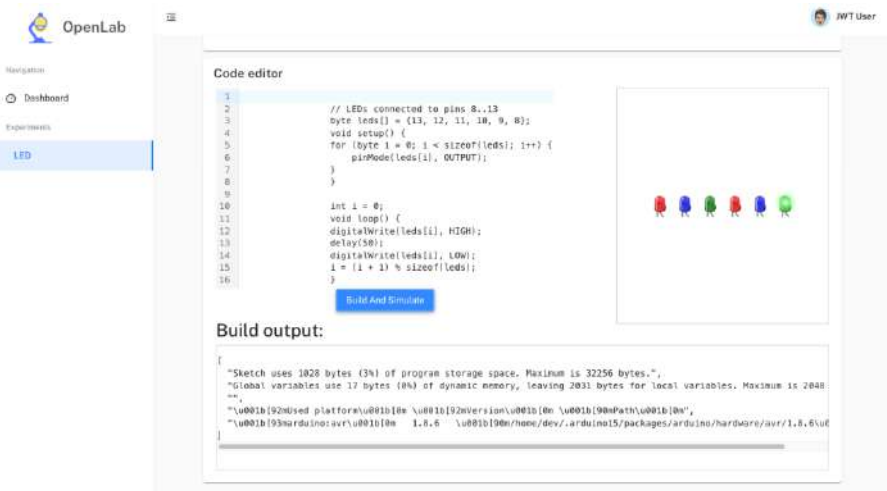 OpenLab
JWT User
Navigation
Dashboard
Experiments
LED
Code editor
1
2 // LEDs connected to pins 8..13
3 byte leds[] = {13, 12, 11, 10, 9, 8};
4 void setup() {
5 for (byte i = 0; i < sizeof(leds); i++) {
6 pinMode(leds[i], OUTPUT);
7 }
8 }
9
10 int i = 0;
11 void loop() {
12 digitalWrite(leds[i], HIGH);
13 delay(50);
14 digitalWrite(leds[i], LOW);
15 i = (i + 1) % sizeof(leds);
16 }
Build And Simulate
Build output:
[
"Sketch uses 1028 bytes (3%) of program storage space. Maximum is 32256 bytes.",
"Global variables use 17 bytes (0%) of dynamic memory, leaving 2031 bytes for local variables. Maximum is 2048
"",
"\u001b[92mUsed platform\u001b[0m \u001b[92mVersion\u001b[0m \u001b[90mPath\u001b[0m",
"\u001b[93marduino:avr\u001b[0m 1.8.6 \u001b[90m/home/dev/.arduino15/packages/arduino/hardware/avr/1.8.6\u0
]